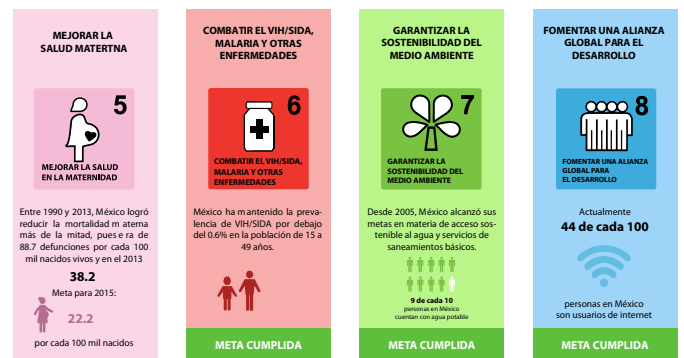 MEJORAR LA
SALUD MATERTNA
5
MEJORAR LA SALUD
EN LA MATERNIDAD
Entre 1990 y 2013, México logró
reducir la mortalidad m aterna
más de la mitad, pues e ra de
88.7 defunciones por cada 100
mil nacidos vivos y en el 2013
38.2
Meta para 2015:
22.2
por cada 100 mil nacidos
COMBATIR EL VIH/SIDA,
MALARIA Y OTRAS
ENFERMEDADES
6
COMBATIR EL VIH/SIDA,
MALARIA Y OTRAS
ENFERMEDADES
México ha m antenido la preva-
lencia de VIH/SIDA por debajo
del 0.6% en la población de 15 a
49 años.
META CUMPLIDA
GARANTIZAR LA
SOSTENIBILIDAD DEL
MEDIO AMBIENTE
7
GARANTIZAR LA
SOSTENIBILIDAD DEL
MEDIO AMBIENTE
Desde 2005, México alcanzó sus
metas en materia de acceso sos-
tenible al agua y servicios de
saneamientos básicos.
9 de cada 10
personas en México
cuentan con agua potable
META CUMPLIDA
FOMENTAR UNA ALIANZA
GLOBAL PARA EL
DESARROLLO
8
FOMENTAR UNA ALIANZA
GLOBAL PARA
EL DESARROLLO
Actualmente
44 de cada 100
personas en México
son usuarios de internet
META CUMPLIDA